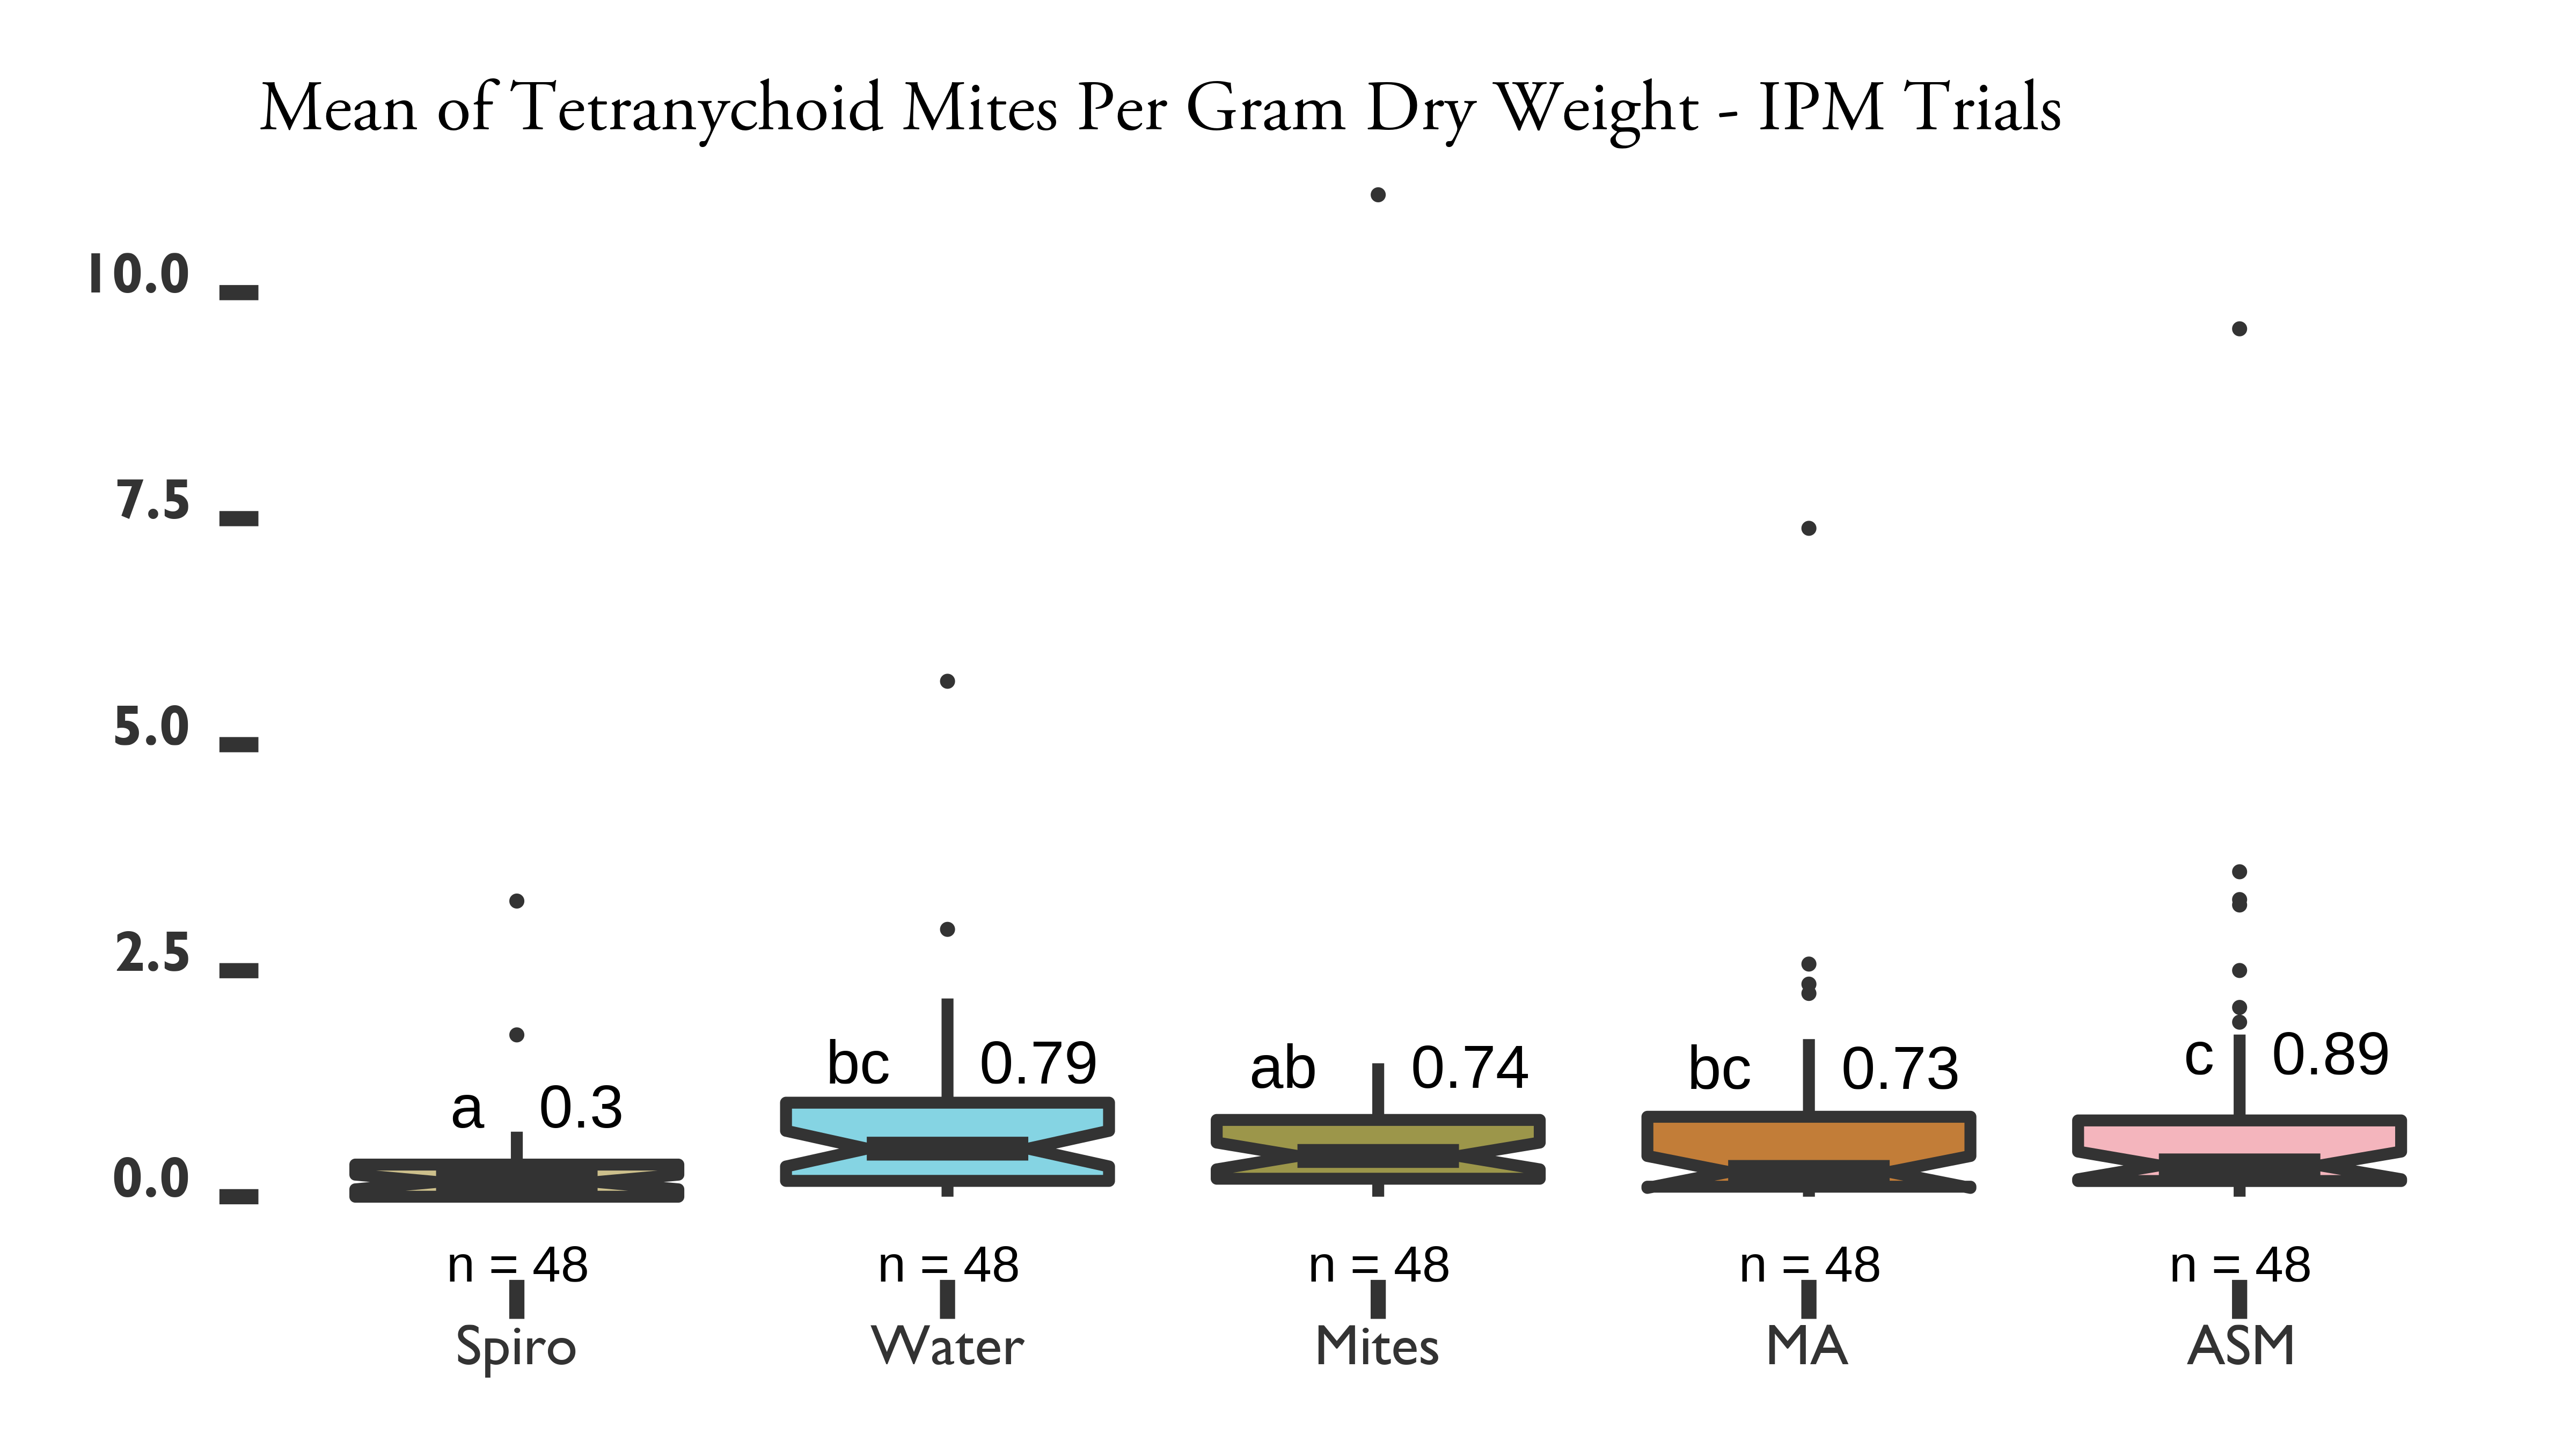 Mean of Tetranychoid Mites Per Gram Dry Weight - IPM Trials
10.0
7.5
5.0
2.5
0.0
a 0.3
bc 0.79
ab 0.74
bc 0.73
c 0.89
n = 48
n = 48
n = 48
n = 48
n = 48
Spiro
Water
Mites
MA
ASM